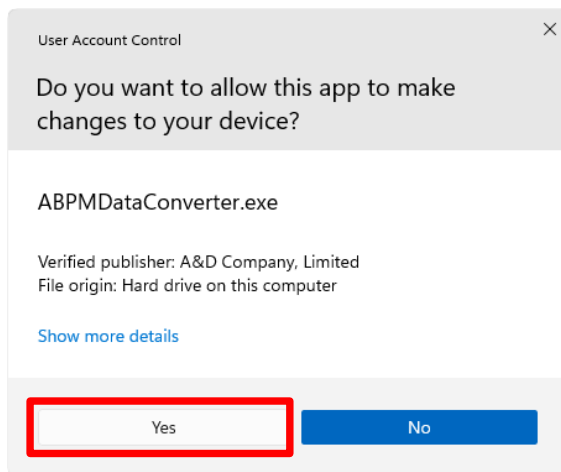 User Account Control
Do you want to allow this app to make
changes to your device?
ABPMDataConverter.exe
Verified publisher: A&D Company, Limited
File origin: Hard drive on this computer
Show more details
Yes
No